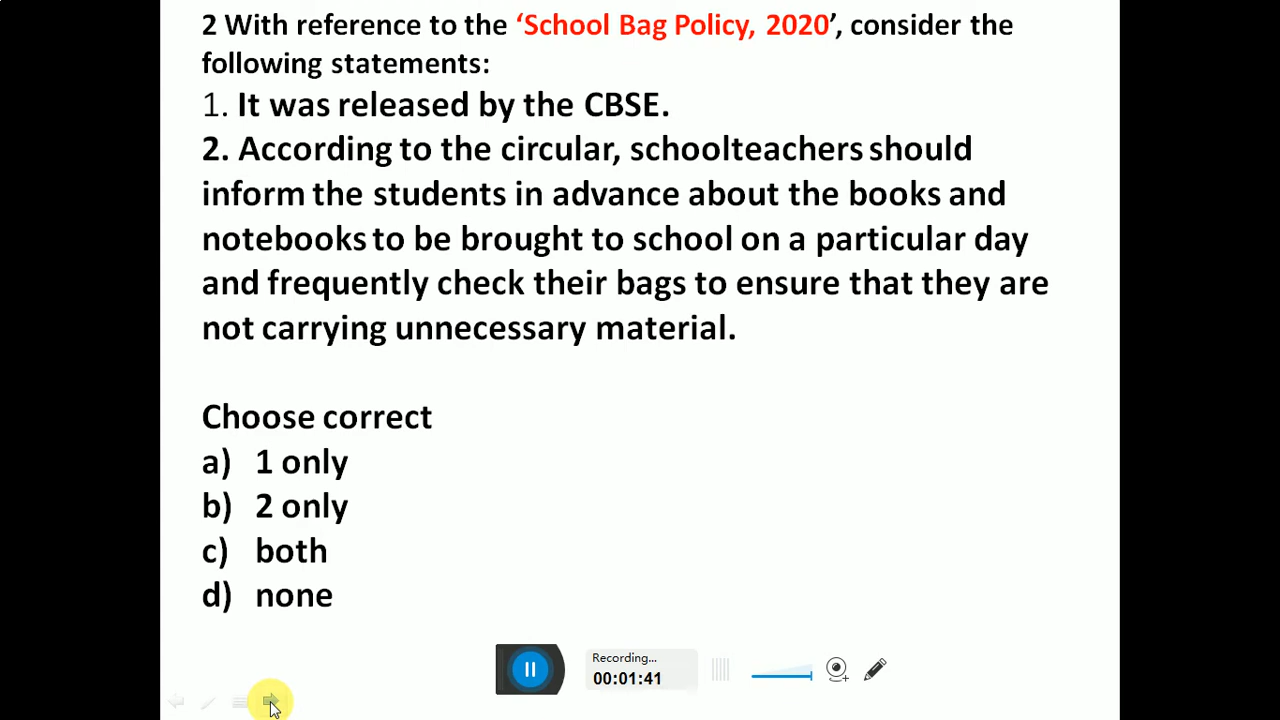 2 With reference to the ‘School Bag Policy, 2020’, consider the
following statements:
1. It was released by the CBSE.
2. According to the circular, schoolteachers should
inform the students in advance about the books and
notebooks to be brought to school on a particular day
and frequently check their bags to ensure that they are
not carrying unnecessary material.
Choose correct
a) 1 only
b) 2 only
c) both
d) none
Recording...
00:01:41